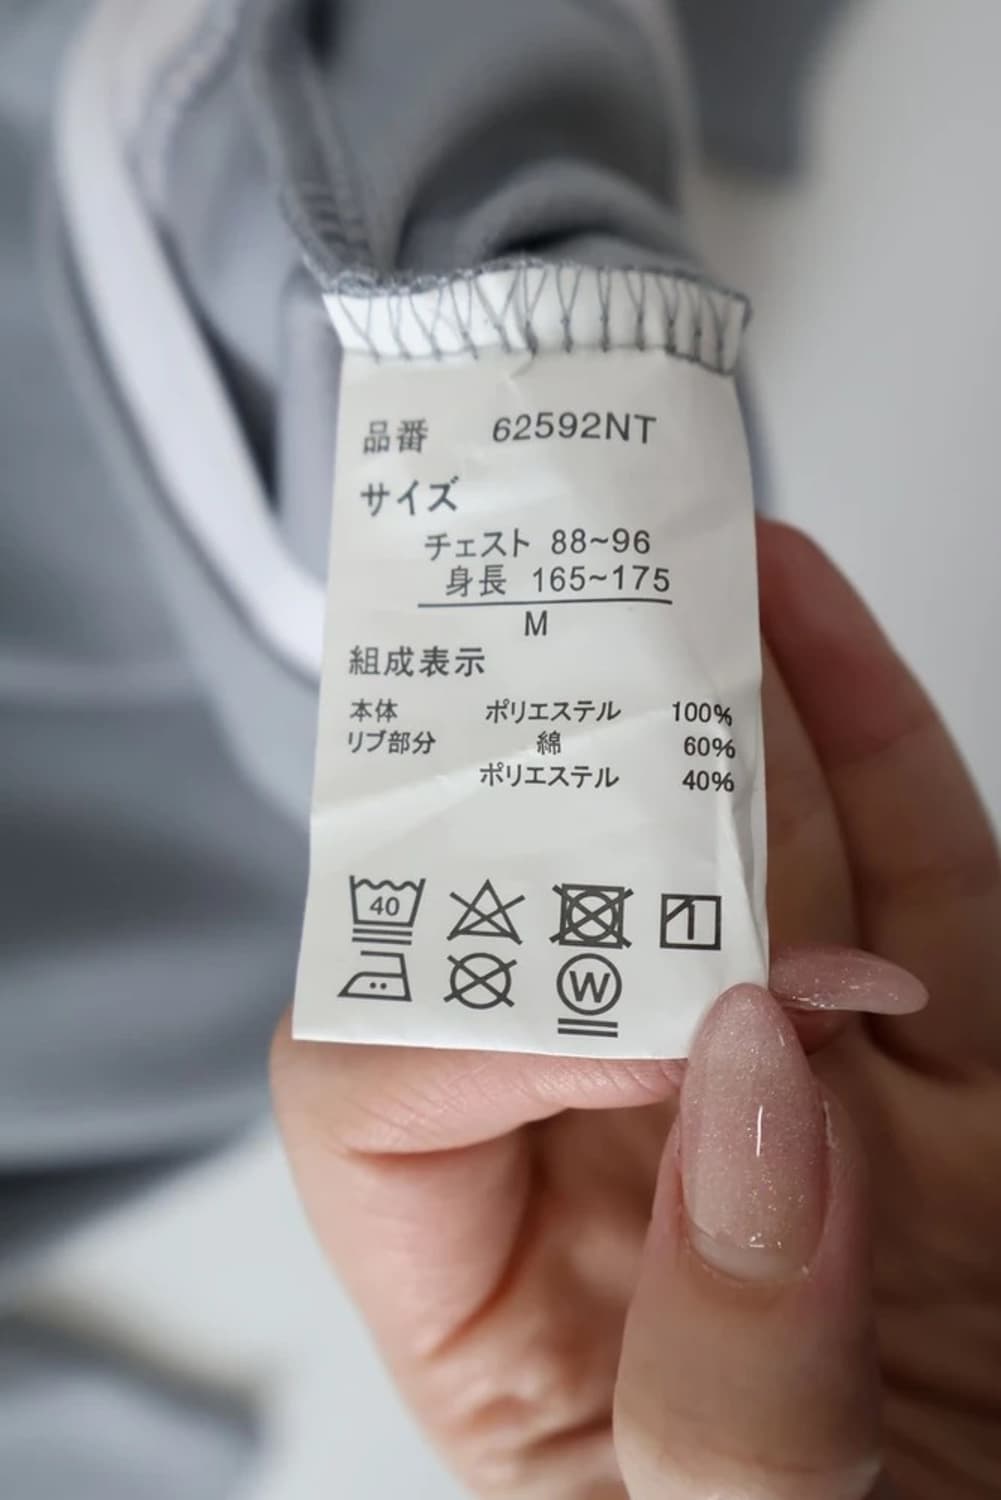 品番 62592NT
サイズ
チェスト 88~96
身長 165~175
M
組成表示
本体 ポリエステル 100%
リブ部分 綿 60%
ポリエステル 40%
40
W